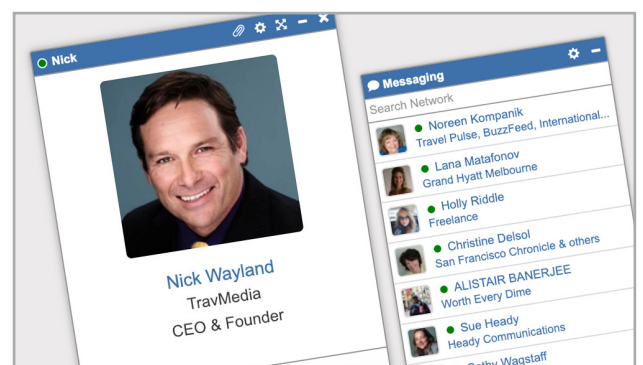 Nick
Nick Wayland
TravMedia
CEO & Founder
Messaging
Search Network
Noreen Kompanik
Travel Pulse, BuzzFeed, International...
Lana Matafonov
Grand Hyatt Melbourne
Holly Riddle
Freelance
Christine Delsol
San Francisco Chronicle & others
ALISTAIR BANERJEE
Worth Every Dime
Sue Heady
Heady Communications
Wagstaff